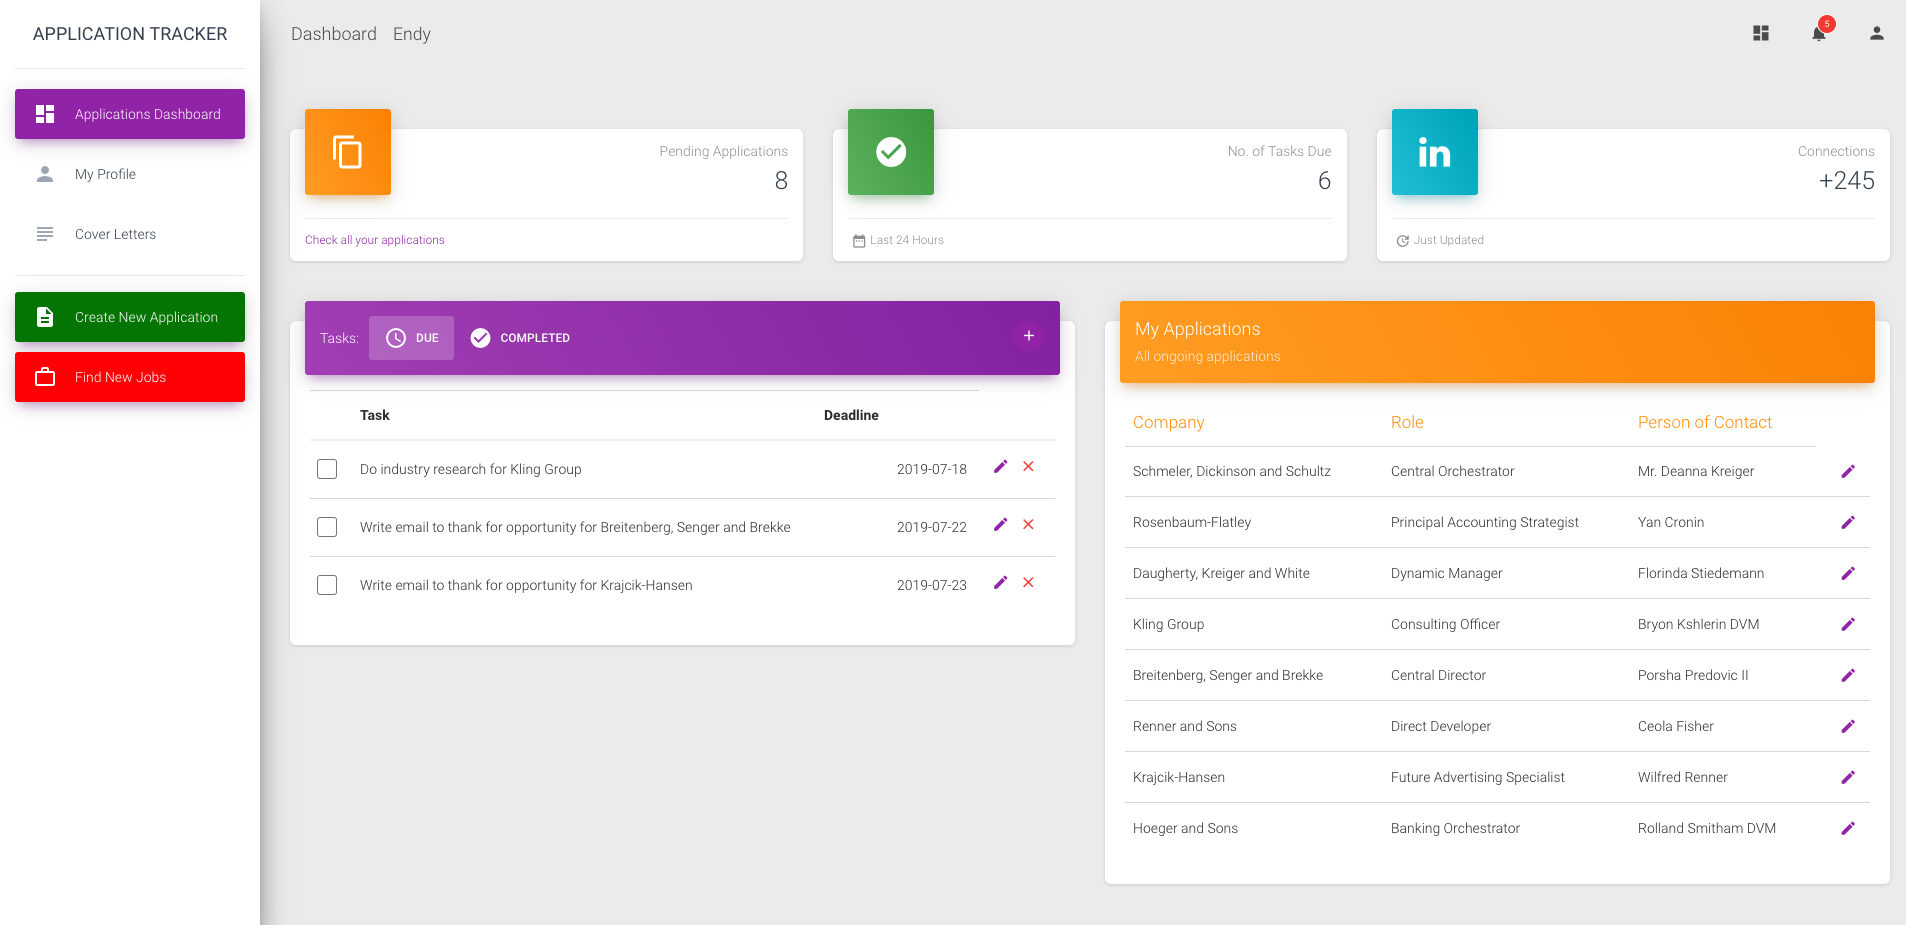 APPLICATION TRACKER
Applications Dashboard
My Profile
Cover Letters
Create New Application
Find New Jobs
Dashboard Endy
5
Pending Applications
8
Check all your applications
No. of Tasks Due
6
Last 24 Hours
in
Connections
+245
Just Updated
Tasks: DUE COMPLETED +
Task Deadline
Do industry research for Kling Group 2019-07-18
Write email to thank for opportunity for Breitenberg, Senger and Brekke 2019-07-22
Write email to thank for opportunity for Krajcik-Hansen 2019-07-23
My Applications
All ongoing applications
Company Role Person of Contact
Schmeler, Dickinson and Schultz Central Orchestrator Mr. Deanna Kreiger
Rosenbaum-Flatley Principal Accounting Strategist Yan Cronin
Daugherty, Kreiger and White Dynamic Manager Florinda Stiedemann
Kling Group Consulting Officer Bryon Kshlerin DVM
Breitenberg, Senger and Brekke Central Director Porsha Predovic II
Renner and Sons Direct Developer Ceola Fisher
Krajcik-Hansen Future Advertising Specialist Wilfred Renner
Hoeger and Sons Banking Orchestrator Rolland Smitham DVM